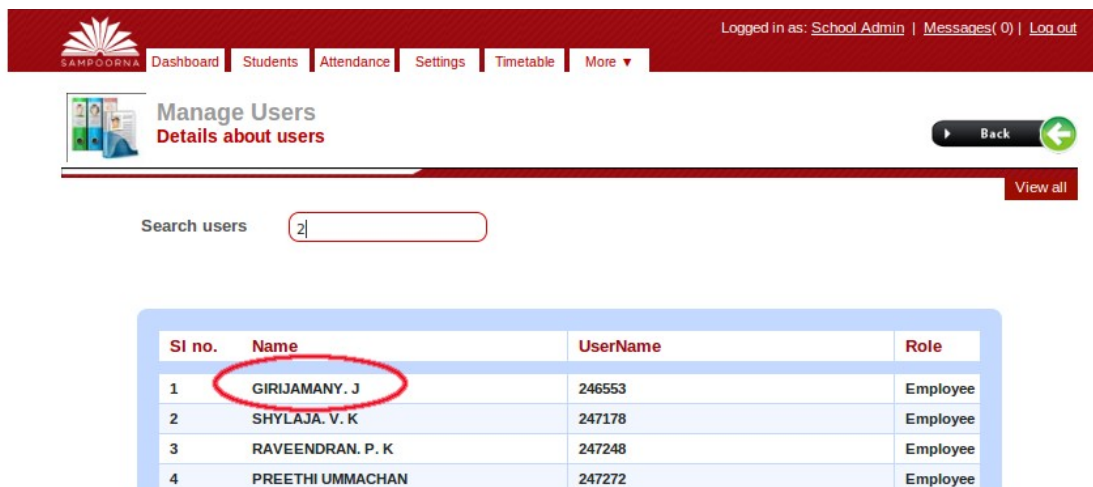 Logged in as: School Admin | Messages( 0) | Log out
SAMPOORNA
Dashboard Students Attendance Settings Timetable More ▼
Manage Users
Details about users
Back
View all
Search users 2
Sl no. Name UserName Role
1 GIRIJAMANY. J 246553 Employee
2 SHYLAJA. V. K 247178 Employee
3 RAVEENDRAN. P. K 247248 Employee
4 PREETHI UMMACHAN 247272 Employee